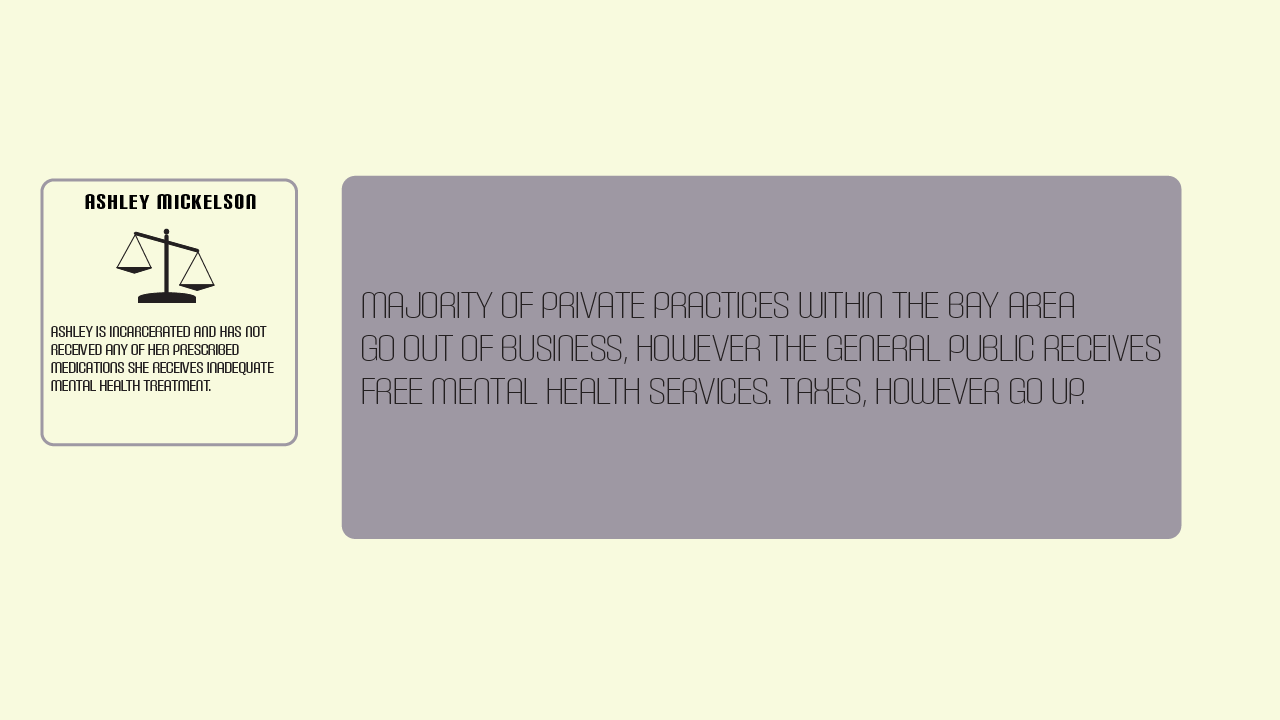 ASHLEY MICKELSON
ASHLEY IS INCARCERATED AND HAS NOT
RECEIVED ANY OF HER PRESCRIBED
MEDICATIONS SHE RECEIVES INADEQUATE
MENTAL HEALTH TREATMENT.
MAJORITY OF PRIVATE PRACTICES WITHIN THE BAY AREA
GO OUT OF BUSINESS, HOWEVER THE GENERAL PUBLIC RECEIVES
FREE MENTAL HEALTH SERVICES. TAXES, HOWEVER GO UP.